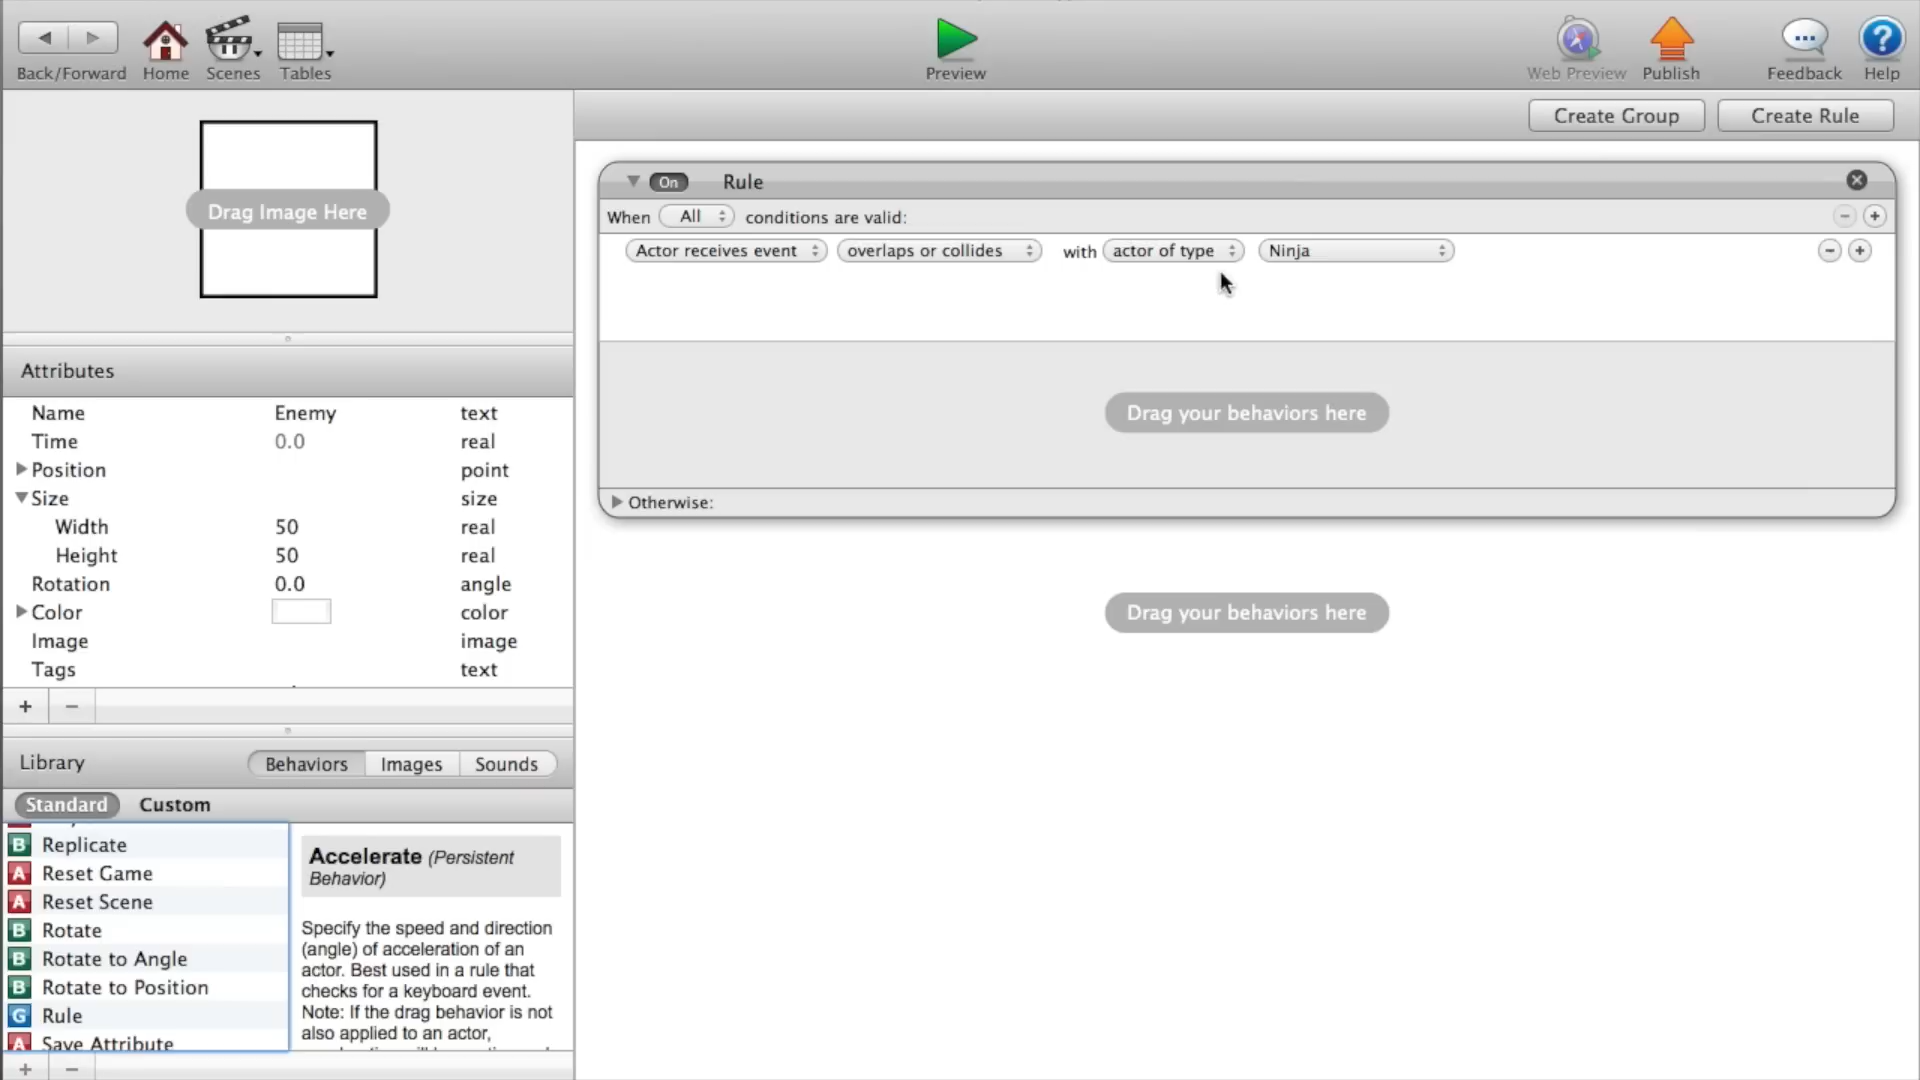 Back/Forward
Home
Scenes
Tables
Preview
Web Preview
Publish
Feedback
Help
Create Group
Create Rule
Drag Image Here
On
Rule
When All conditions are valid:
Actor receives event overlaps or collides with actor of type Ninja
Drag your behaviors here
Otherwise:
Drag your behaviors here
Attributes
Name Enemy text
Time 0.0 real
Position point
Size size
Width 50 real
Height 50 real
Rotation 0.0 angle
Color color
Image image
Tags text
+ −
Library
Behaviors
Images
Sounds
Standard
Custom
B Replicate
A Reset Game
A Reset Scene
B Rotate
B Rotate to Angle
B Rotate to Position
G Rule
A Save Attribute
Accelerate (Persistent
Behavior)
Specify the speed and direction
(angle) of acceleration of an
actor. Best used in a rule that
checks for a keyboard event.
Note: If the drag behavior is not
also applied to an actor,
+ −